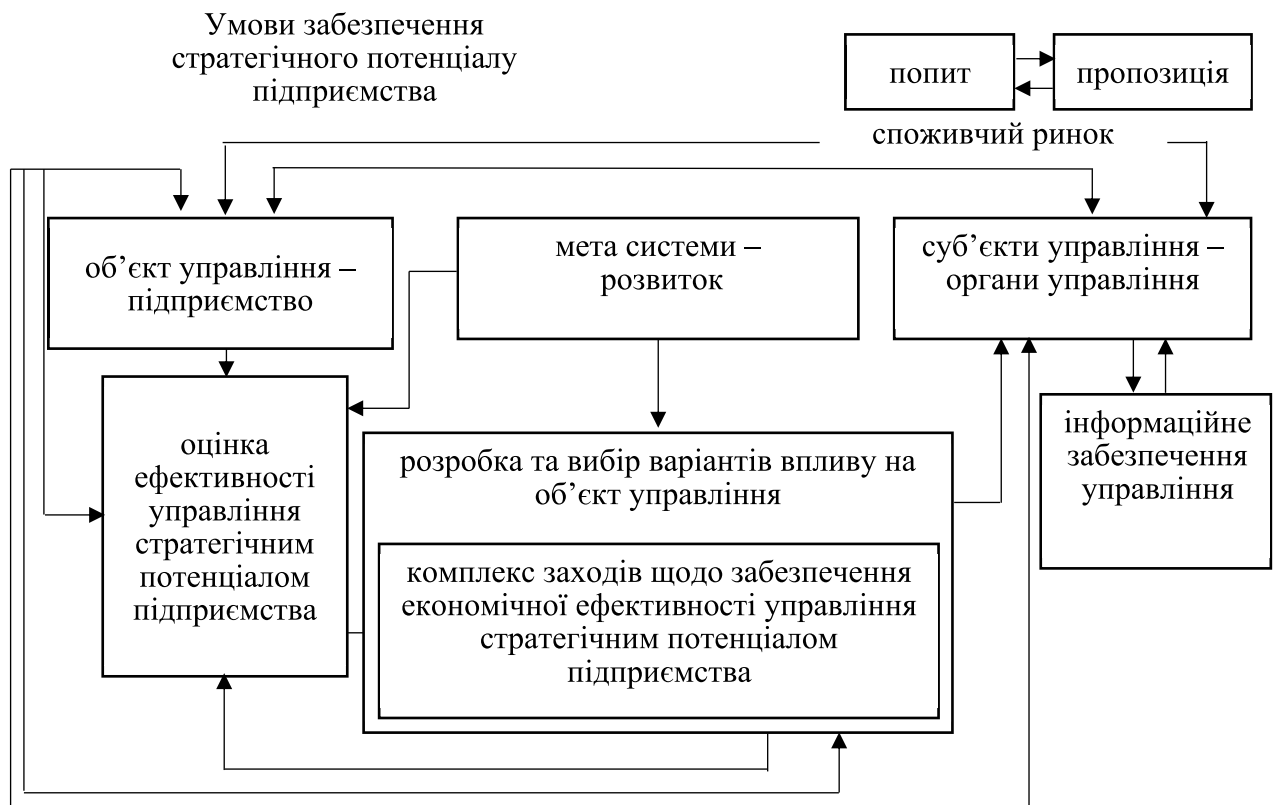 Умови забезпечення
стратегічного потенціалу
підприємства
попит
пропозиція
споживчий ринок
об’єкт управління –
підприємство
мета системи –
розвиток
суб’єкти управління –
органи управління
оцінка
ефективності
управління
стратегічним
потенціалом
підприємства
розробка та вибір варіантів впливу на
об’єкт управління
комплекс заходів щодо забезпечення
економічної ефективності управління
стратегічним потенціалом
підприємства
інформаційне
забезпечення
управління